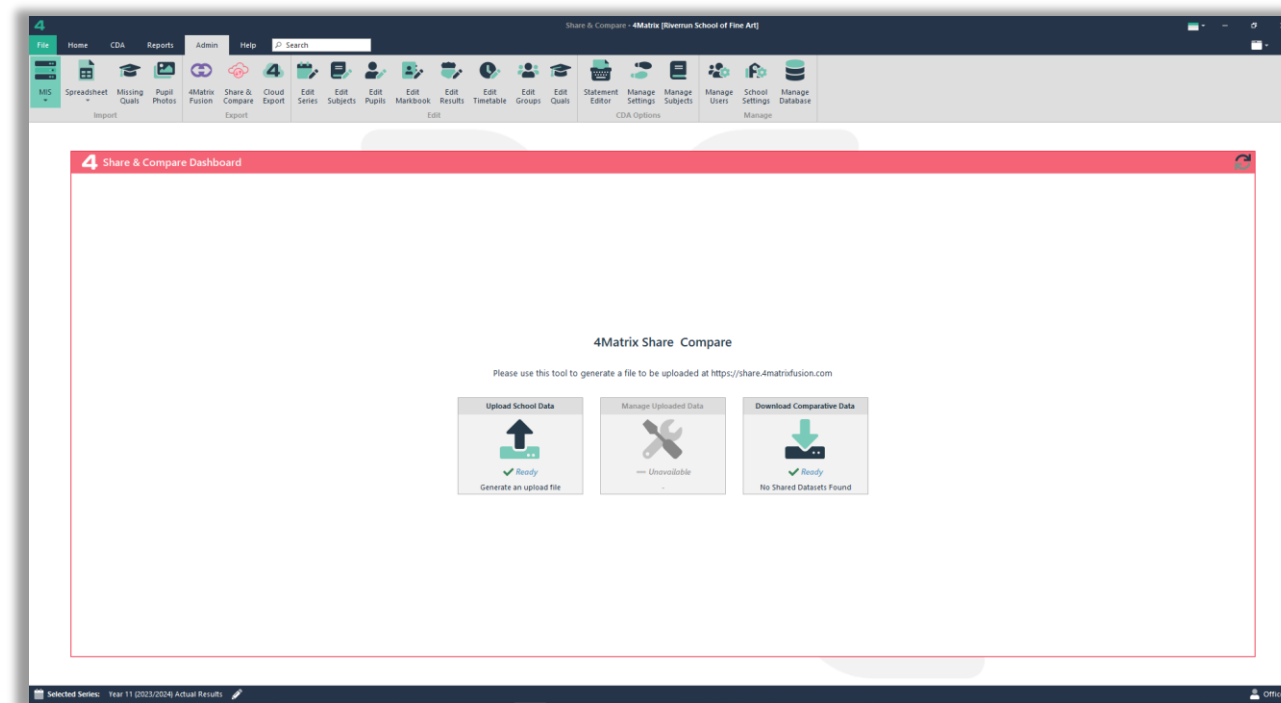 4
Share & Compare - 4Matrix [Riverrun School of Fine Art]
File Home CDA Reports Admin Help Search
MIS Spreadsheet Missing Quals Pupil Photos 4Matrix Fusion Share & Compare Cloud Export Edit Series Edit Subjects Edit Pupils Edit Markbook Edit Results Edit Timetable Edit Groups Edit Quals Statement Editor Manage Settings Manage Subjects Manage Users School Settings Manage Database
Import Export Edit CDA Options Manage
4 Share & Compare Dashboard
4Matrix Share Compare
Please use this tool to generate a file to be uploaded at https://share.4matrixfusion.com
Upload School Data Manage Uploaded Data Download Comparative Data
Ready — Unavailable Ready
Generate an upload file - No Shared Datasets Found
Selected Series: Year 11 (2023/2024) Actual Results